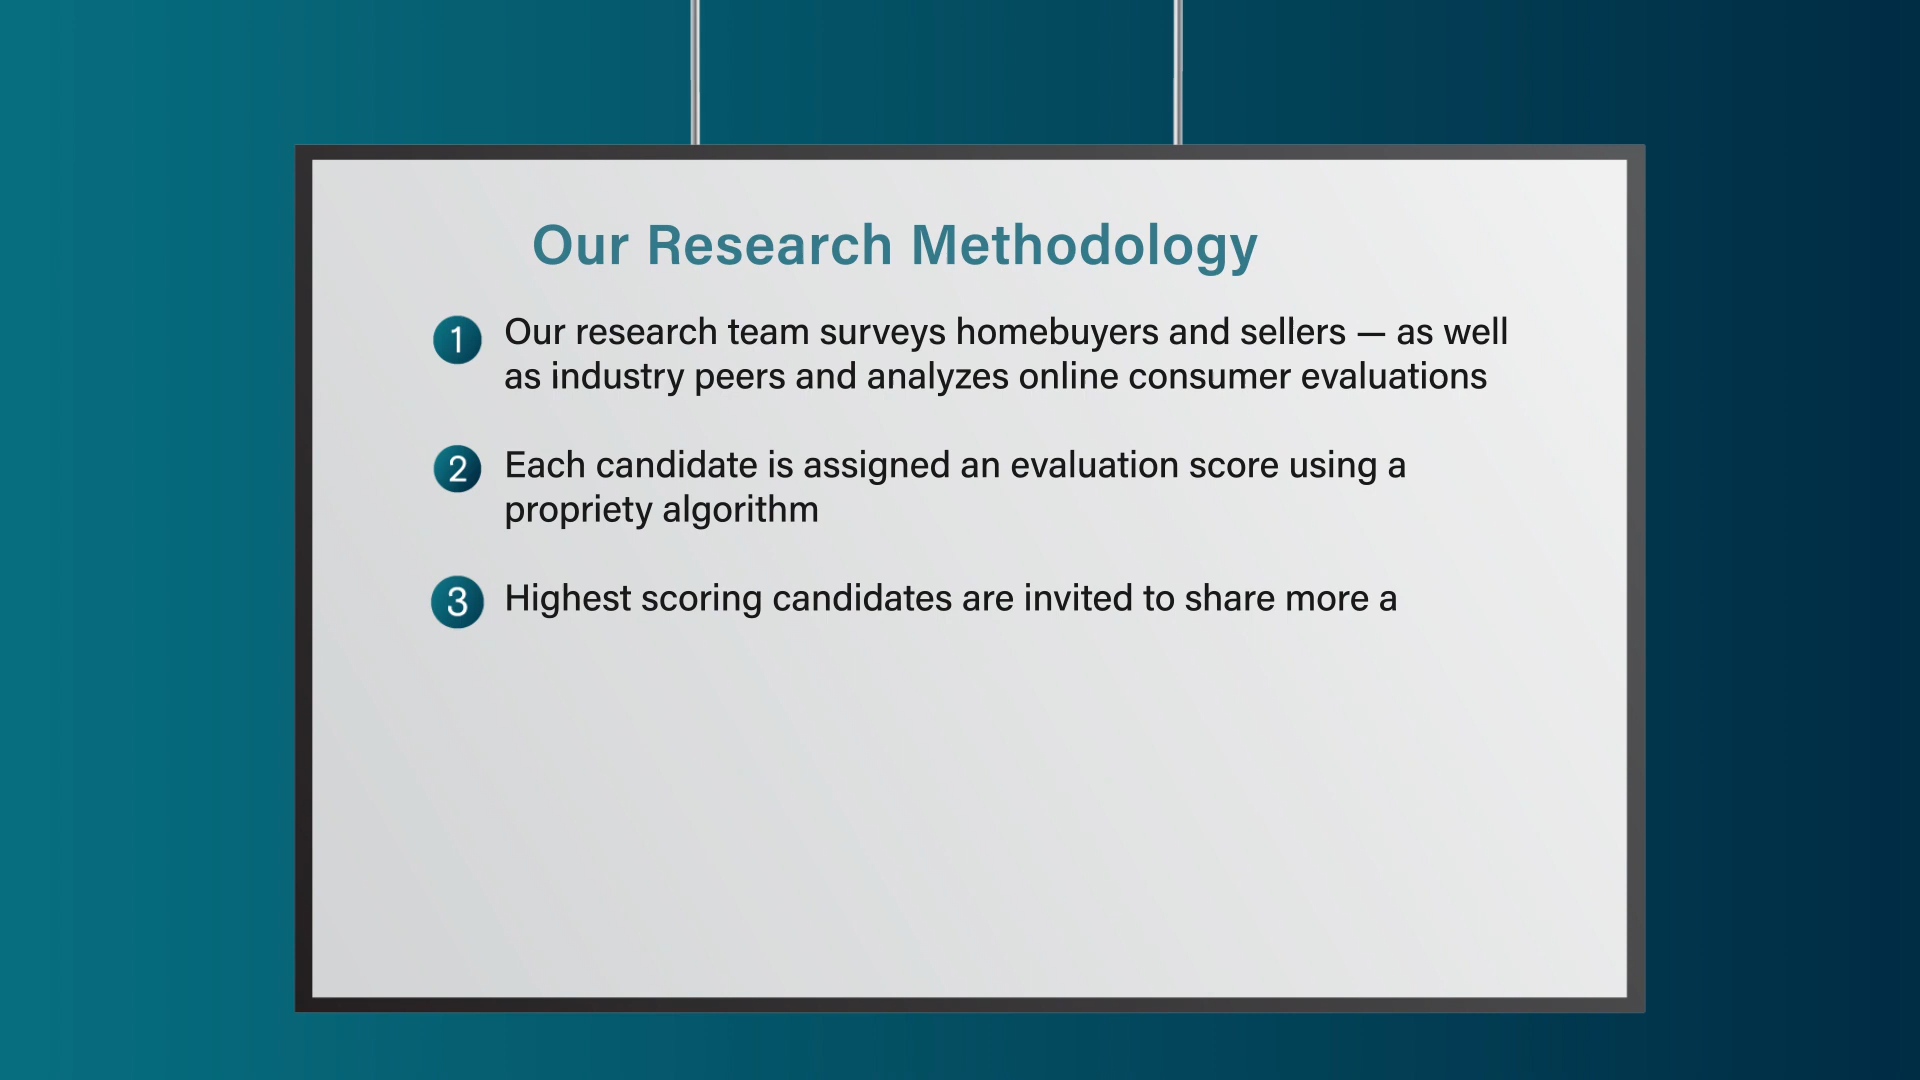 Our Research Methodology
1 Our research team surveys homebuyers and sellers — as well
as industry peers and analyzes online consumer evaluations
2 Each candidate is assigned an evaluation score using a
propriety algorithm
3 Highest scoring candidates are invited to share more a